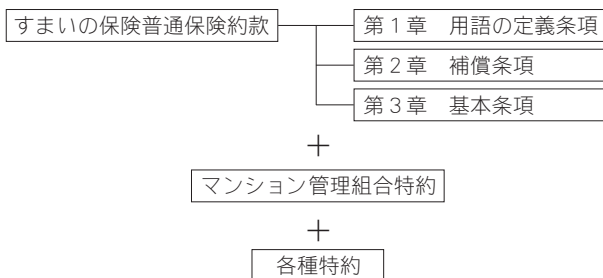 すまいの保険普通保険約款
第1章　用語の定義条項
第2章　補償条項
第3章　基本条項
＋
マンション管理組合特約
＋
各種特約